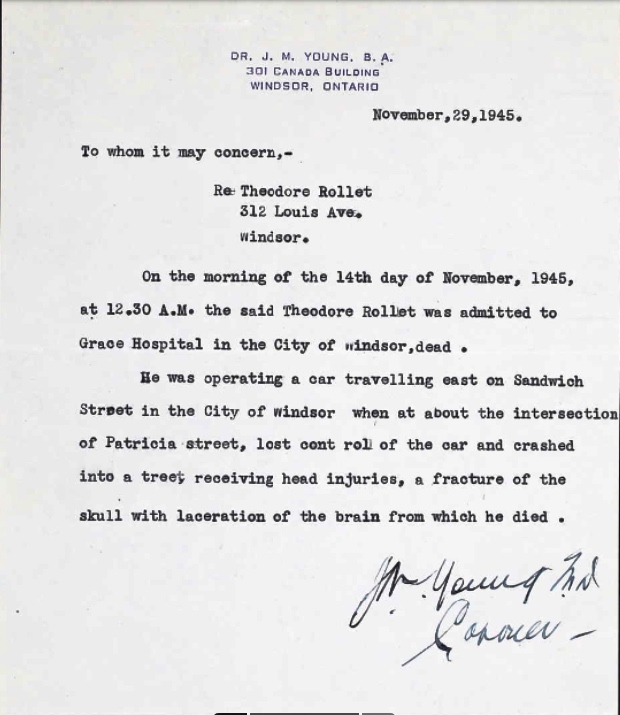 DR. J. M. YOUNG, B. A.
301 CANADA BUILDING
WINDSOR, ONTARIO
November,29,1945.
To whom it may concern,-
Re: Theodore Rollet
312 Louis Ave.
Windsor.
On the morning of the 14th day of November, 1945,
at 12.30 A.M. the said Theodore Rollet was admitted to
Grace Hospital in the City of Windsor,dead .
He was operating a car travelling east on Sandwich
Street in the City of Windsor when at about the intersection
of Patricia street, lost cont rol of the car and crashed
into a tree, receiving head injuries, a fracture of the
skull with laceration of the brain from which he died .
JM. Young MD
Coroner -